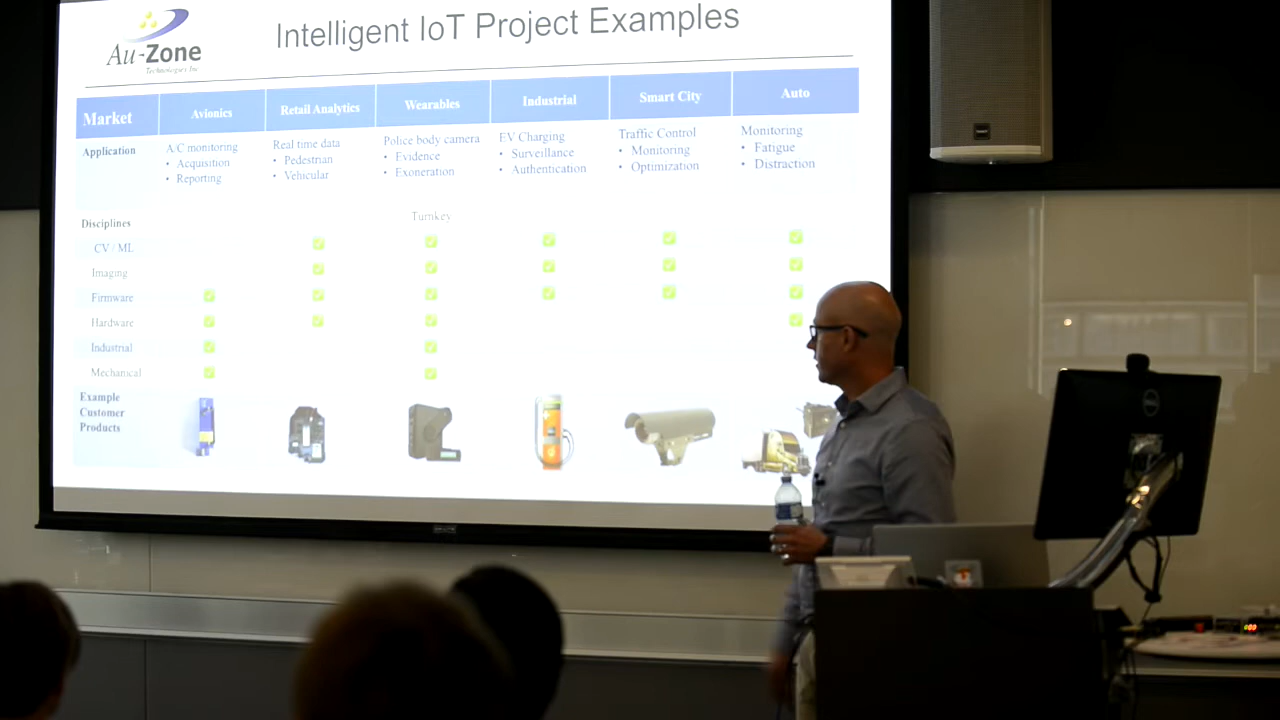 Au-Zone
Technologies Inc
Intelligent IoT Project Examples
Market Avionics Retail Analytics Wearables Industrial Smart City Auto
Application
A/C monitoring
• Acquisition
• Reporting
Real time data
• Pedestrian
• Vehicular
Police body camera
• Evidence
• Exoneration
EV Charging
• Surveillance
• Authentication
Traffic Control
• Monitoring
• Optimization
Monitoring
• Fatigue
• Distraction
Disciplines Turnkey
CV / ML
Imaging
Firmware
Hardware
Industrial
Mechanical
Example
Customer
Products